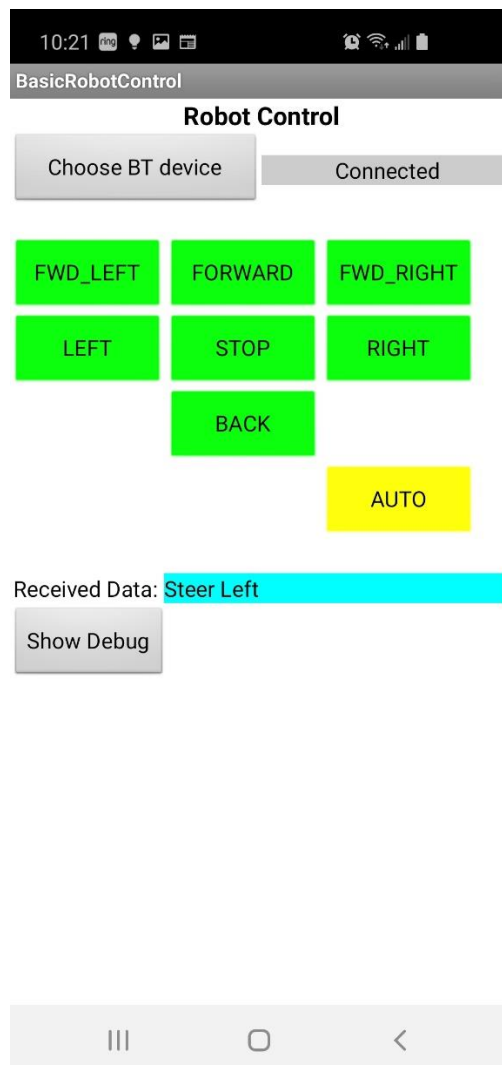 10:21 ring
BasicRobotControl
Robot Control
Choose BT device Connected
FWD_LEFT FORWARD FWD_RIGHT
LEFT STOP RIGHT
BACK
AUTO
Received Data: Steer Left
Show Debug